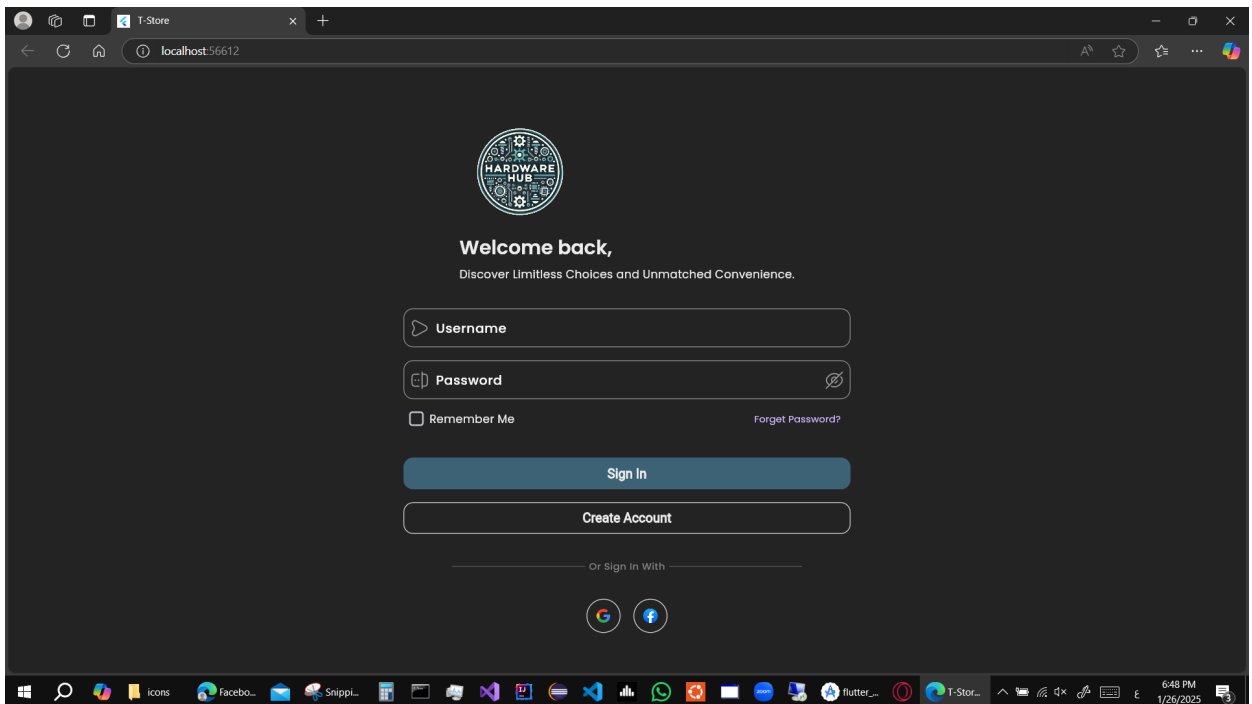 T-Store
localhost:56612
HARDWARE
HUB
Welcome back,
Discover Limitless Choices and Unmatched Convenience.
Username
Password
Remember Me
Forget Password?
Sign In
Create Account
Or Sign In With
icons
Facebo...
Snippi...
zoom
flutter_...
T-Stor...
ع
6:48 PM
1/26/2025
3